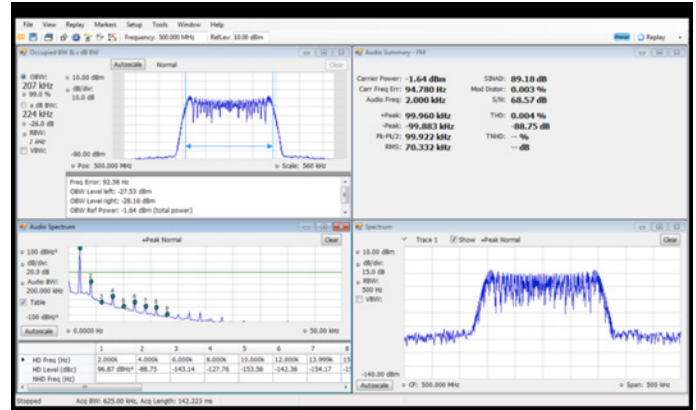 File View Replay Markers Setup Tools Window Help
Frequency: 500.000 MHz RefLev: 10.00 dBm
Preset Replay
Occupied BW & x dB BW
Autoscale Normal Clear
OBW:
207 kHz
99.0 %
x dB BW:
224 kHz
-26.0 dB
RBW:
2 kHz
VBW:
10.00 dBm
dB/div:
10.0 dB
-90.00 dBm
Pos: 500.000 MHz Scale: 560 kHz
Freq Error: 92.58 Hz
OBW Level left: -27.53 dBm
OBW Level right: -28.16 dBm
OBW Ref Power: -1.64 dBm (total power)
Audio Summary - FM
Carrier Power: -1.64 dBm SINAD: 89.18 dB
Carr Freq Err: 94.780 Hz Mod Distor: 0.003 %
Audio Freq: 2.000 kHz S/N: 68.57 dB
+Peak: 99.960 kHz THD: 0.004 %
-Peak: -99.883 kHz -88.75 dB
Pk-Pk/2: 99.922 kHz TNHD: -- %
RMS: 70.332 kHz -- dB
Audio Spectrum
+Peak Normal Clear
100 dBHz*
dB/div:
20.0 dB
Audio BW:
200.000 kHz
Table
-100 dBHz*
Autoscale 0.0000 Hz 50.00 kHz
1 2 3 4 5 6 7 8
HD Freq (Hz) 2.000k 4.000k 6.000k 8.000k 10.000k 12.000k 13.999k 15
HD Level (dBc) 96.87 dBHz* -88.75 -143.14 -127.76 -153.56 -142.36 -154.17 -15
NHD Freq (Hz)
Spectrum
Trace 1 Show +Peak Normal Clear
10.00 dBm
dB/div:
15.0 dB
RBW:
500 Hz
VBW:
-140.00 dBm
Autoscale CF: 500.000 MHz Span: 500 kHz
Stopped Acq BW: 625.00 kHz, Acq Length: 142.223 ms